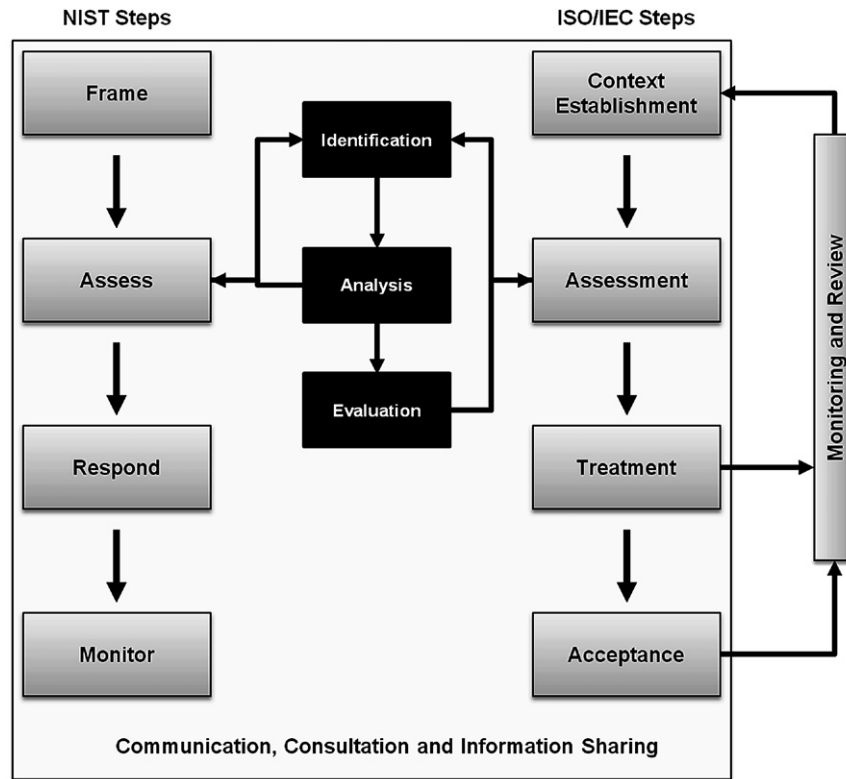 NIST Steps
ISO/IEC Steps
Frame
Context
Establishment
Identification
Assess
Analysis
Assessment
Evaluation
Respond
Treatment
Monitor
Acceptance
Monitoring and Review
Communication, Consultation and Information Sharing